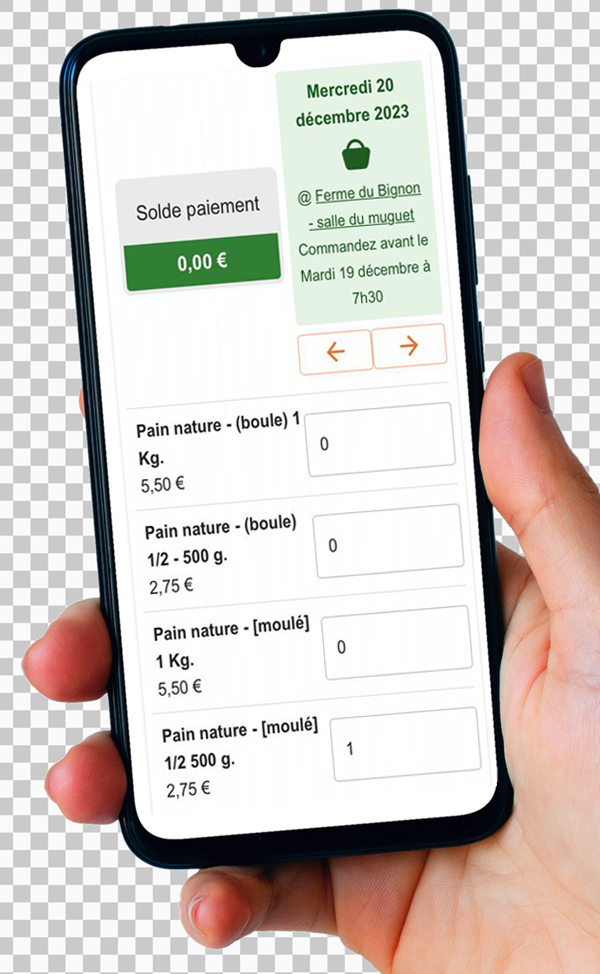 Mercredi 20
décembre 2023
@ Ferme du Bignon
- salle du muguet
Commandez avant le
Mardi 19 décembre à
7h30
Solde paiement
0,00 €
Pain nature - (boule) 1
Kg.
5,50 €
0
Pain nature - (boule)
1/2 - 500 g.
2,75 €
0
Pain nature - [moulé]
1 Kg.
5,50 €
0
Pain nature - [moulé]
1/2 500 g.
2,75 €
1